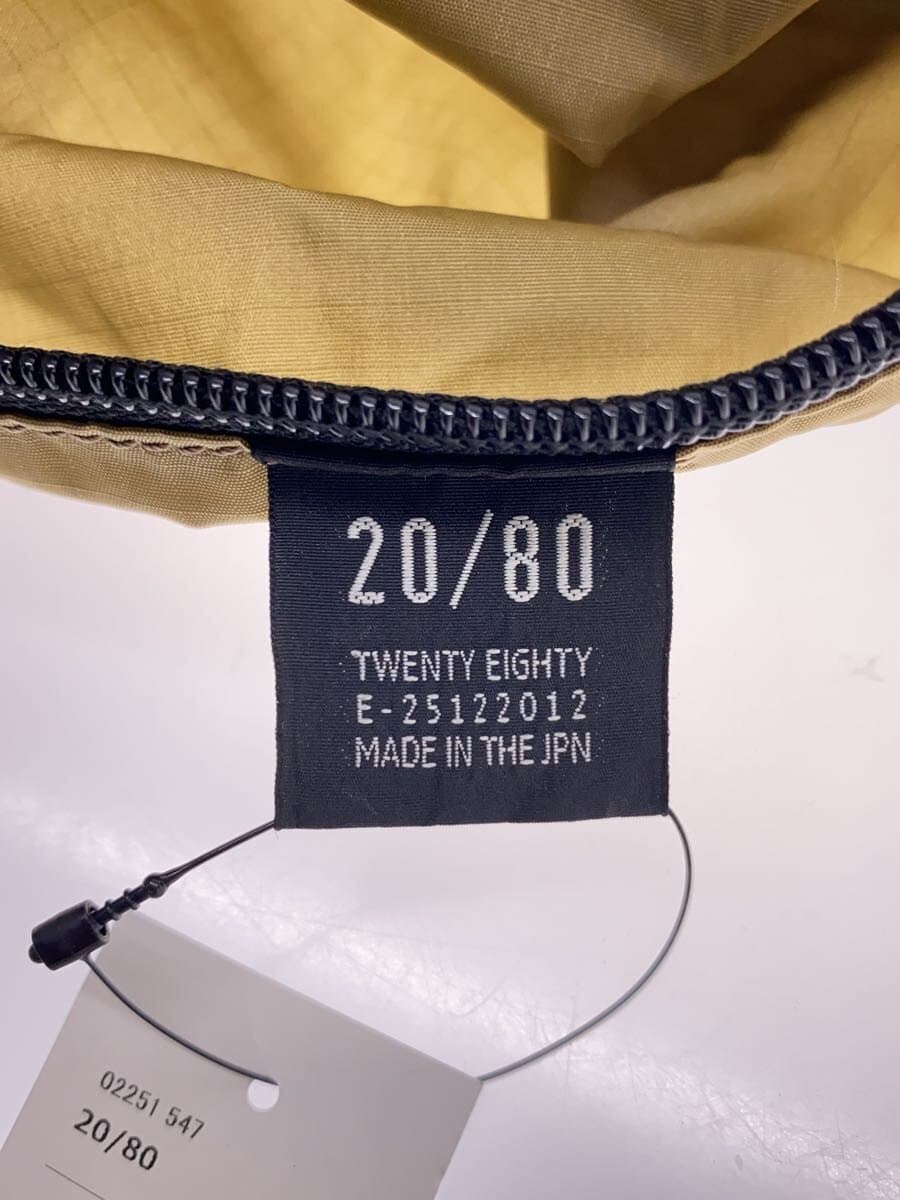 20/80
TWENTY EIGHTY
E-25122012
MADE IN THE JPN
02251 547
20/80